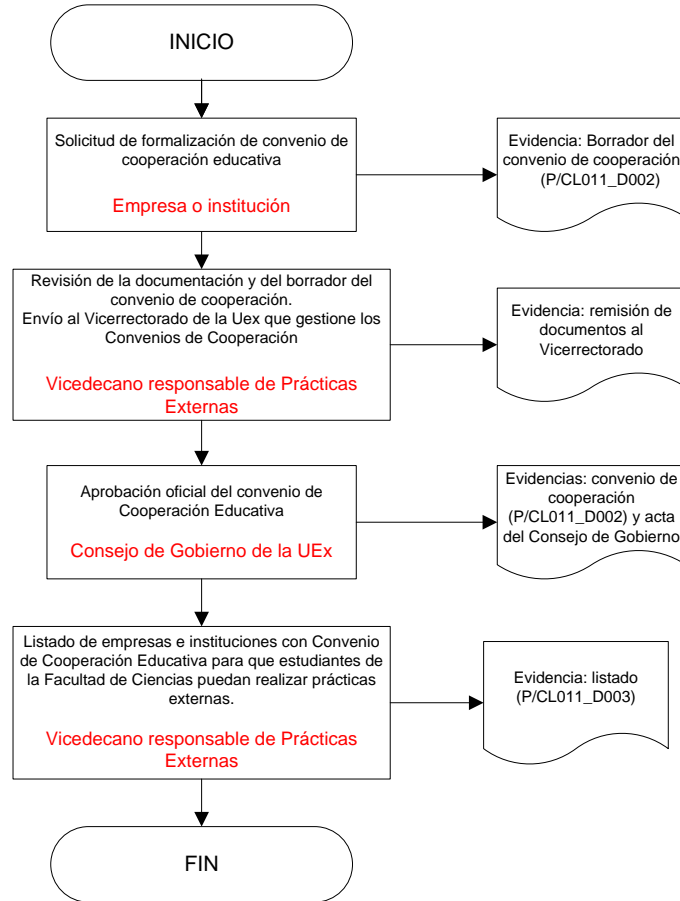 INICIO
Solicitud de formalización de convenio de
cooperación educativa
Empresa o institución
Evidencia: Borrador del
convenio de cooperación
(P/CL011_D002)
Revisión de la documentación y del borrador del
convenio de cooperación.
Envío al Vicerrectorado de la Uex que gestione los
Convenios de Cooperación
Vicedecano responsable de Prácticas
Externas
Evidencia: remisión de
documentos al
Vicerrectorado
Aprobación oficial del convenio de
Cooperación Educativa
Consejo de Gobierno de la UEx
Evidencias: convenio de
cooperación
(P/CL011_D002) y acta
del Consejo de Gobierno
Listado de empresas e instituciones con Convenio
de Cooperación Educativa para que estudiantes de
la Facultad de Ciencias puedan realizar prácticas
externas.
Vicedecano responsable de Prácticas
Externas
Evidencia: listado
(P/CL011_D003)
FIN